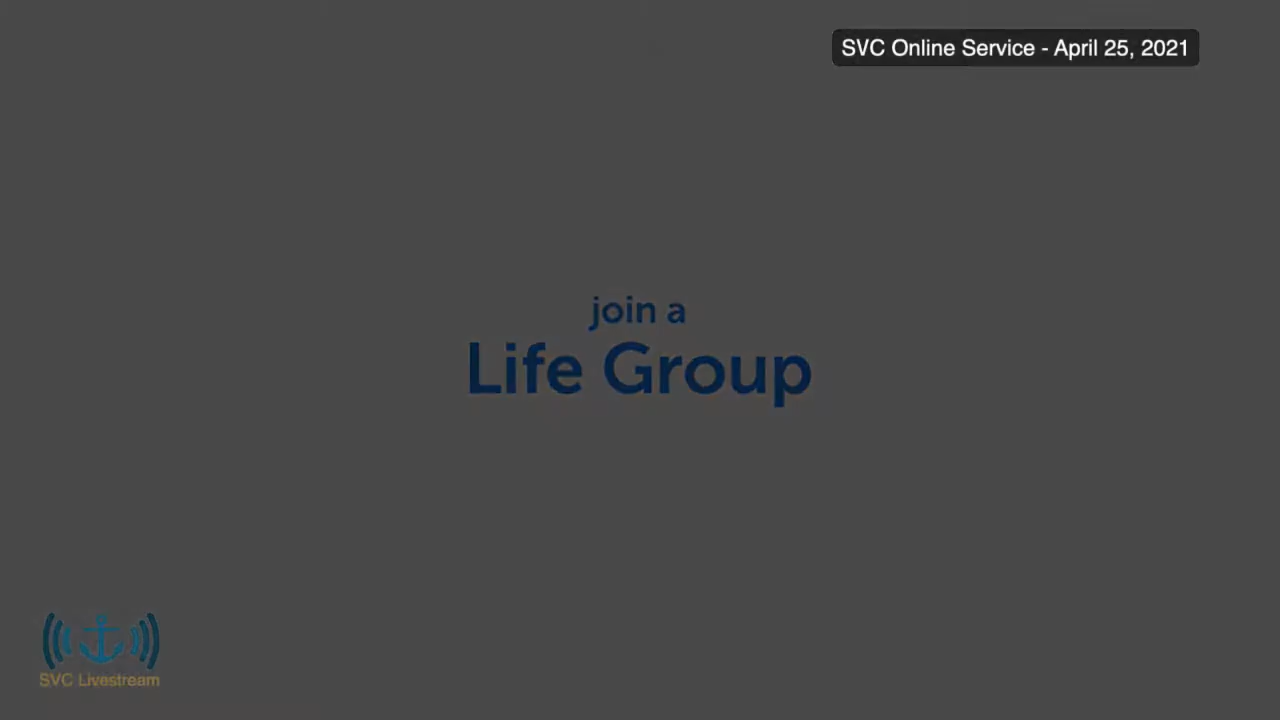 SVC Online Service - April 25, 2021
join a
Life Group
SVC Livestream